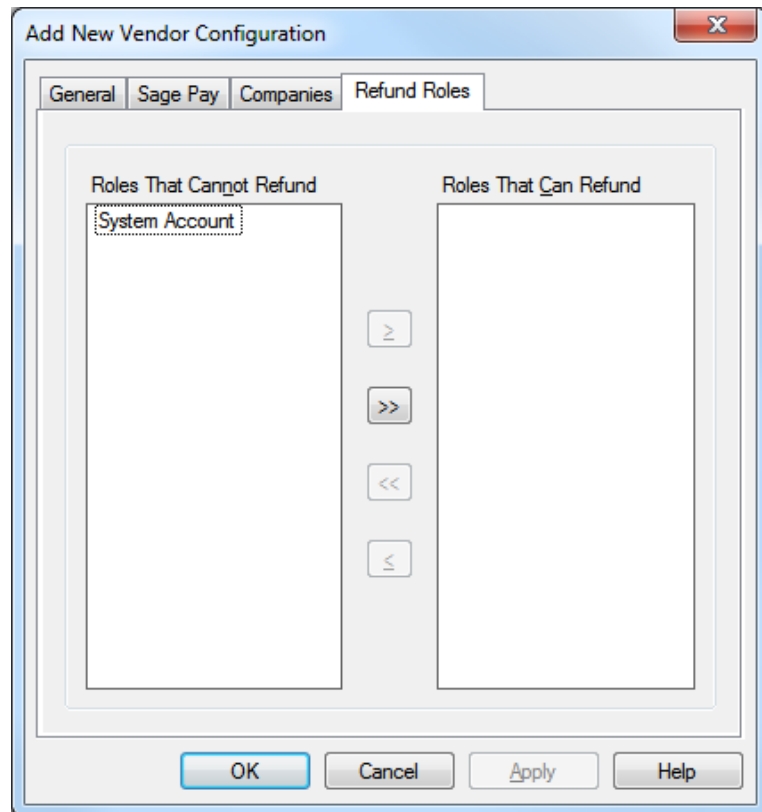 Add New Vendor Configuration
X
General Sage Pay Companies Refund Roles
Roles That Cannot Refund Roles That Can Refund
System Account
>
>>
<<
<
OK Cancel Apply Help